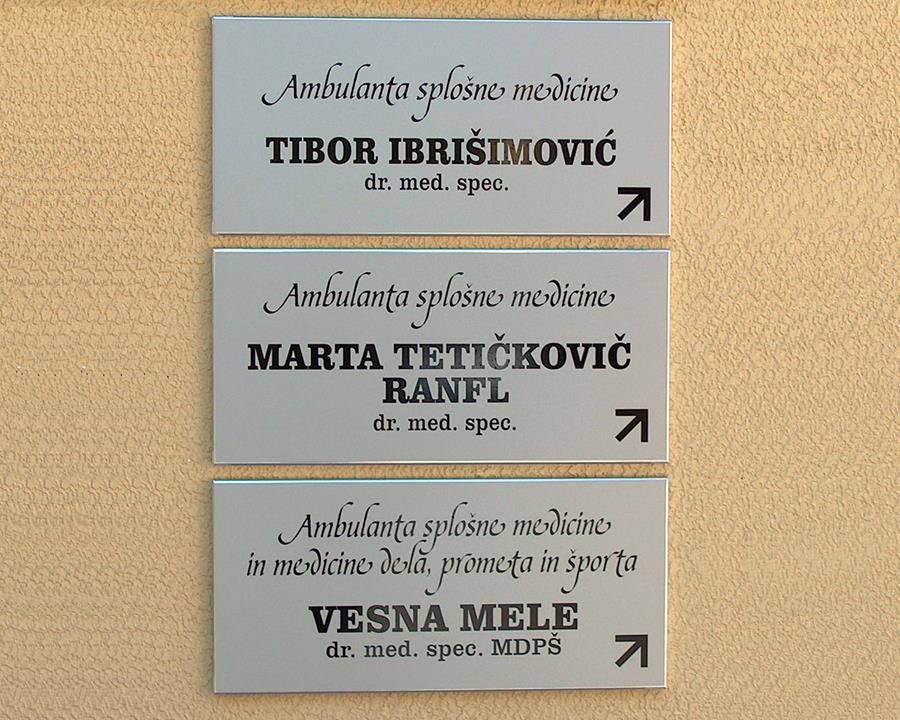 Ambulanta splošne medicine
TIBOR IBRIŠIMOVIĆ
dr. med. spec.
Ambulanta splošne medicine
MARTA TETIČKOVIČ
RANFL
dr. med. spec.
Ambulanta splošne medicine
in medicine dela, prometa in športa
VESNA MELE
dr. med. spec. MDPŠ